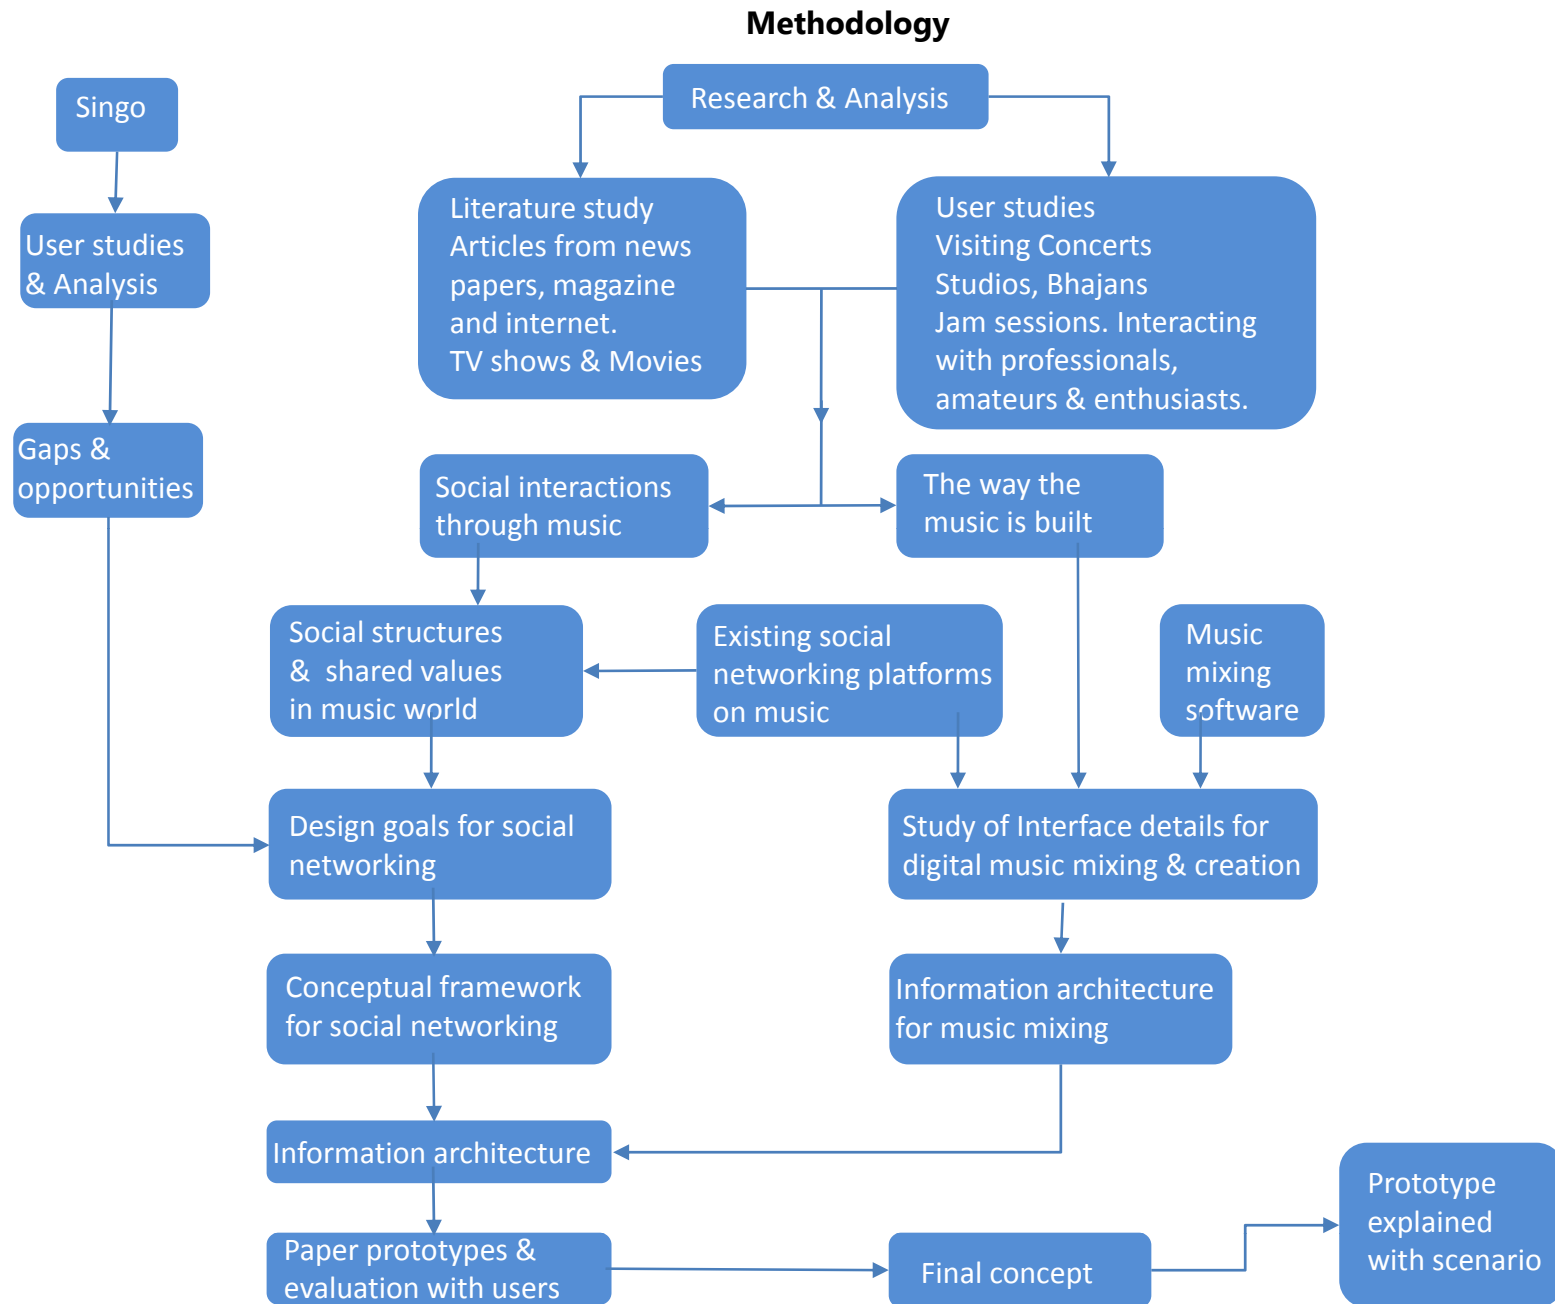 Methodology
Singo
Research & Analysis
User studies
& Analysis
Literature study
Articles from news
papers, magazine
and internet.
TV shows & Movies
User studies
Visiting Concerts
Studios, Bhajans
Jam sessions. Interacting
with professionals,
amateurs & enthusiasts.
Gaps &
opportunities
Social interactions
through music
The way the
music is built
Social structures
& shared values
in music world
Existing social
networking platforms
on music
Music
mixing
software
Design goals for social
networking
Study of Interface details for
digital music mixing & creation
Conceptual framework
for social networking
Information architecture
for music mixing
Information architecture
Paper prototypes &
evaluation with users
Final concept
Prototype
explained
with scenario